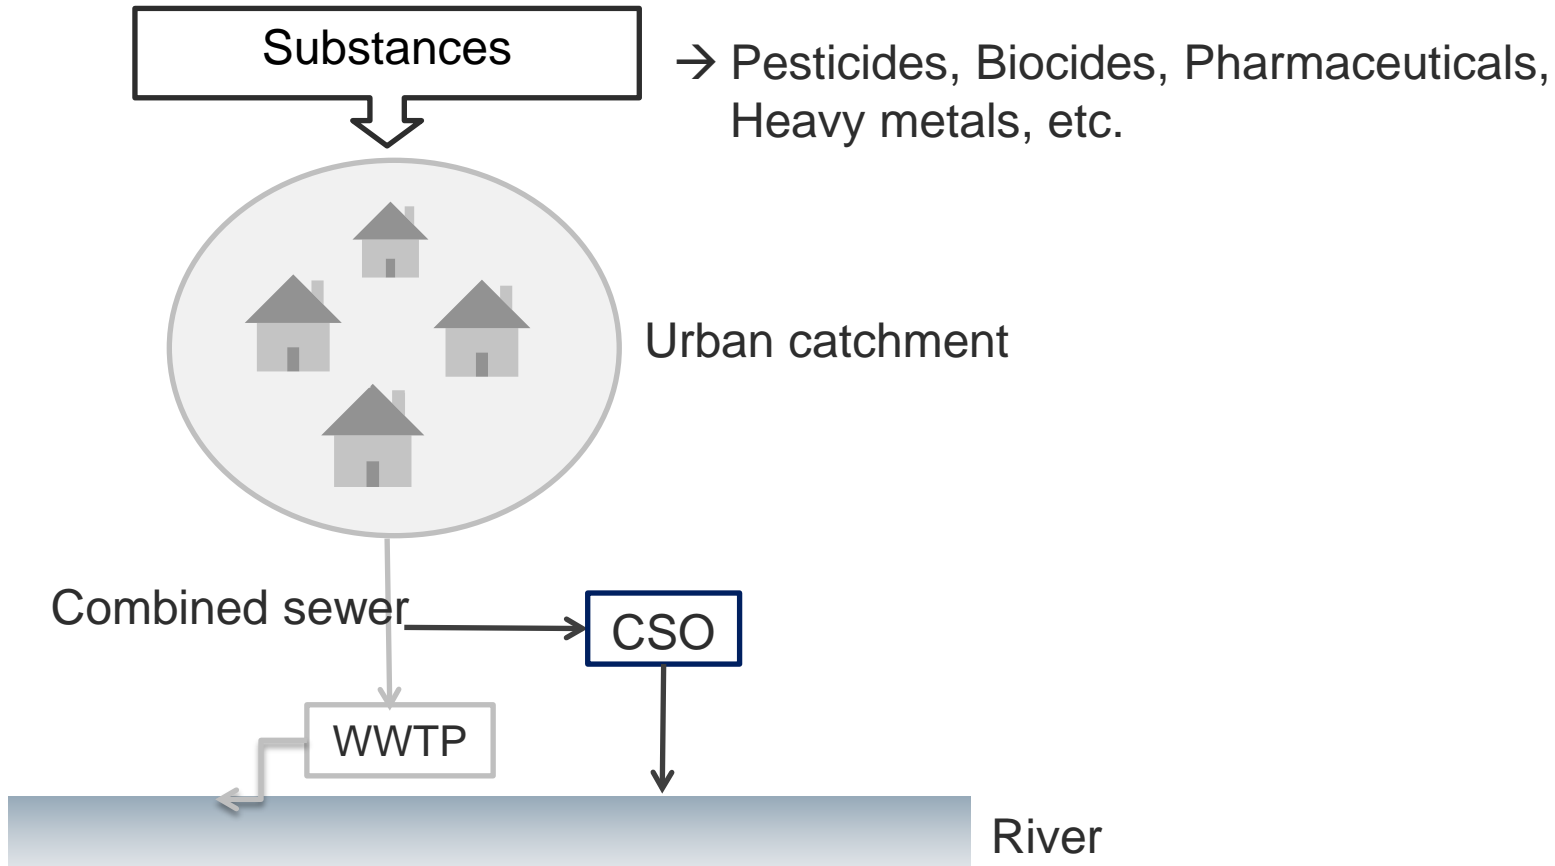 Substances
→ Pesticides, Biocides, Pharmaceuticals,
Heavy metals, etc.
Urban catchment
Combined sewer
CSO
WWTP
River